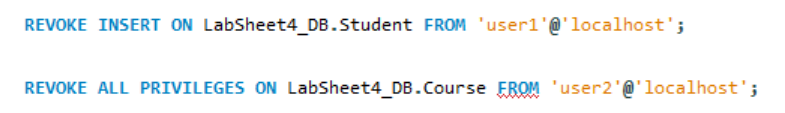 REVOKE INSERT ON LabSheet4_DB.Student FROM 'user1'@'localhost';
REVOKE ALL PRIVILEGES ON LabSheet4_DB.Course FROM 'user2'@'localhost';